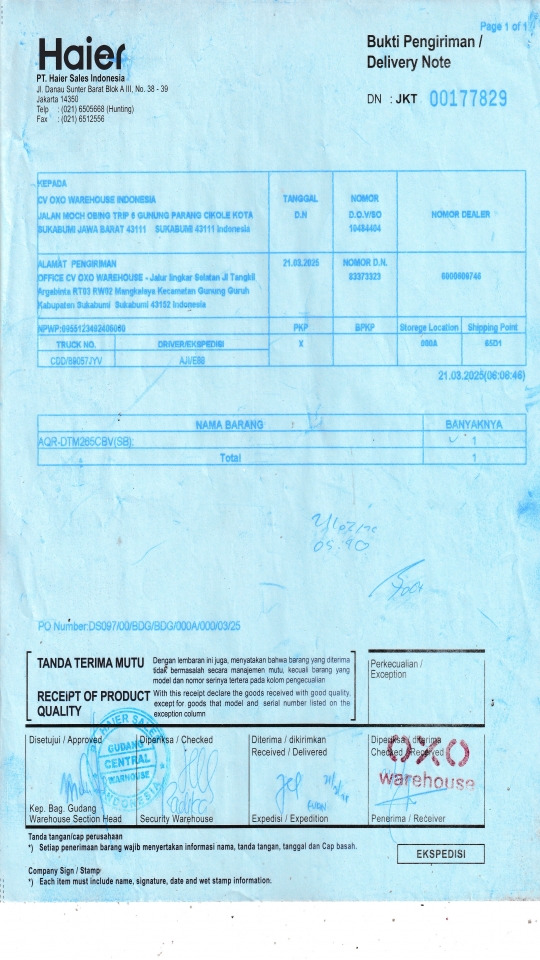 Page 1 of 1
Haier
PT. Haier Sales Indonesia
Jl. Danau Sunter Barat Blok A III, No. 38 - 39
Jakarta 14350
Telp : (021) 6505668 (Hunting)
Fax : (021) 6512556
Bukti Pengiriman /
Delivery Note
DN : JKT 00177829
KEPADA
CV OXO WAREHOUSE INDONESIA
JALAN MOCH OBING TRIP 6 GUNUNG PARANG CIKOLE KOTA
SUKABUMI JAWA BARAT 43111 SUKABUMI 43111 Indonesia
TANGGAL
D.N
NOMOR
D.O.V/SO
10484404
NOMOR DEALER
ALAMAT PENGIRIMAN
OFFICE CV OXO WAREHOUSE - Jalur lingkar Selatan Jl Tangkil
Argabinta RT03 RW02 Mangkalaya Kecamatan Gunung Guruh
Kabupaten Sukabumi Sukabumi 43152 Indonesia
21.03.2025
NOMOR D.N.
83373323
6000609746
NPWP:
PKP
BPKP
Storege Location
Shipping Point
TRUCK NO.
DRIVER/EKSPEDISI
X
000A
65D1
CDD/B9057JYV
21.03.2025(06:06:46)
NAMA BARANG
BANYAKNYA
AQR-DTM265CBV(SB);
1
Total
1
PO Number:DS097/00/BDG/BDG/000A/000/03/25
TANDA TERIMA MUTU
Dengan lembaran ini juga, menyatakan bahwa barang yang diterima
tidak bermasalah secara manajemen mutu, kecuali barang yang
model dan nomor serinya tertera pada kolom pengecualian
RECEIPT OF PRODUCT
QUALITY
With this receipt declare the goods received with good quality,
except for goods that model and serial number listed on the
exception column
Perkecualian /
Exception
Disetujui / Approved
Diperiksa / Checked
Diterima / dikirimkan
Received / Delivered
Diperiksa / diterima
Checked / Received
HAIER SALES
GUDANG
CENTRAL
WARHOUSE
INDONESIA
OXO
warehouse
Kep. Bag. Gudang
Warehouse Section Head
Security Warehouse
Expedisi / Expedition
Penerima / Receiver
Tanda tangan/cap perusahaan
*) Setiap penerimaan barang wajib menyertakan informasi nama, tanda tangan, tanggal dan Cap basah.
EKSPEDISI
Company Sign / Stamp
*) Each item must include name, signature, date and wet stamp information.